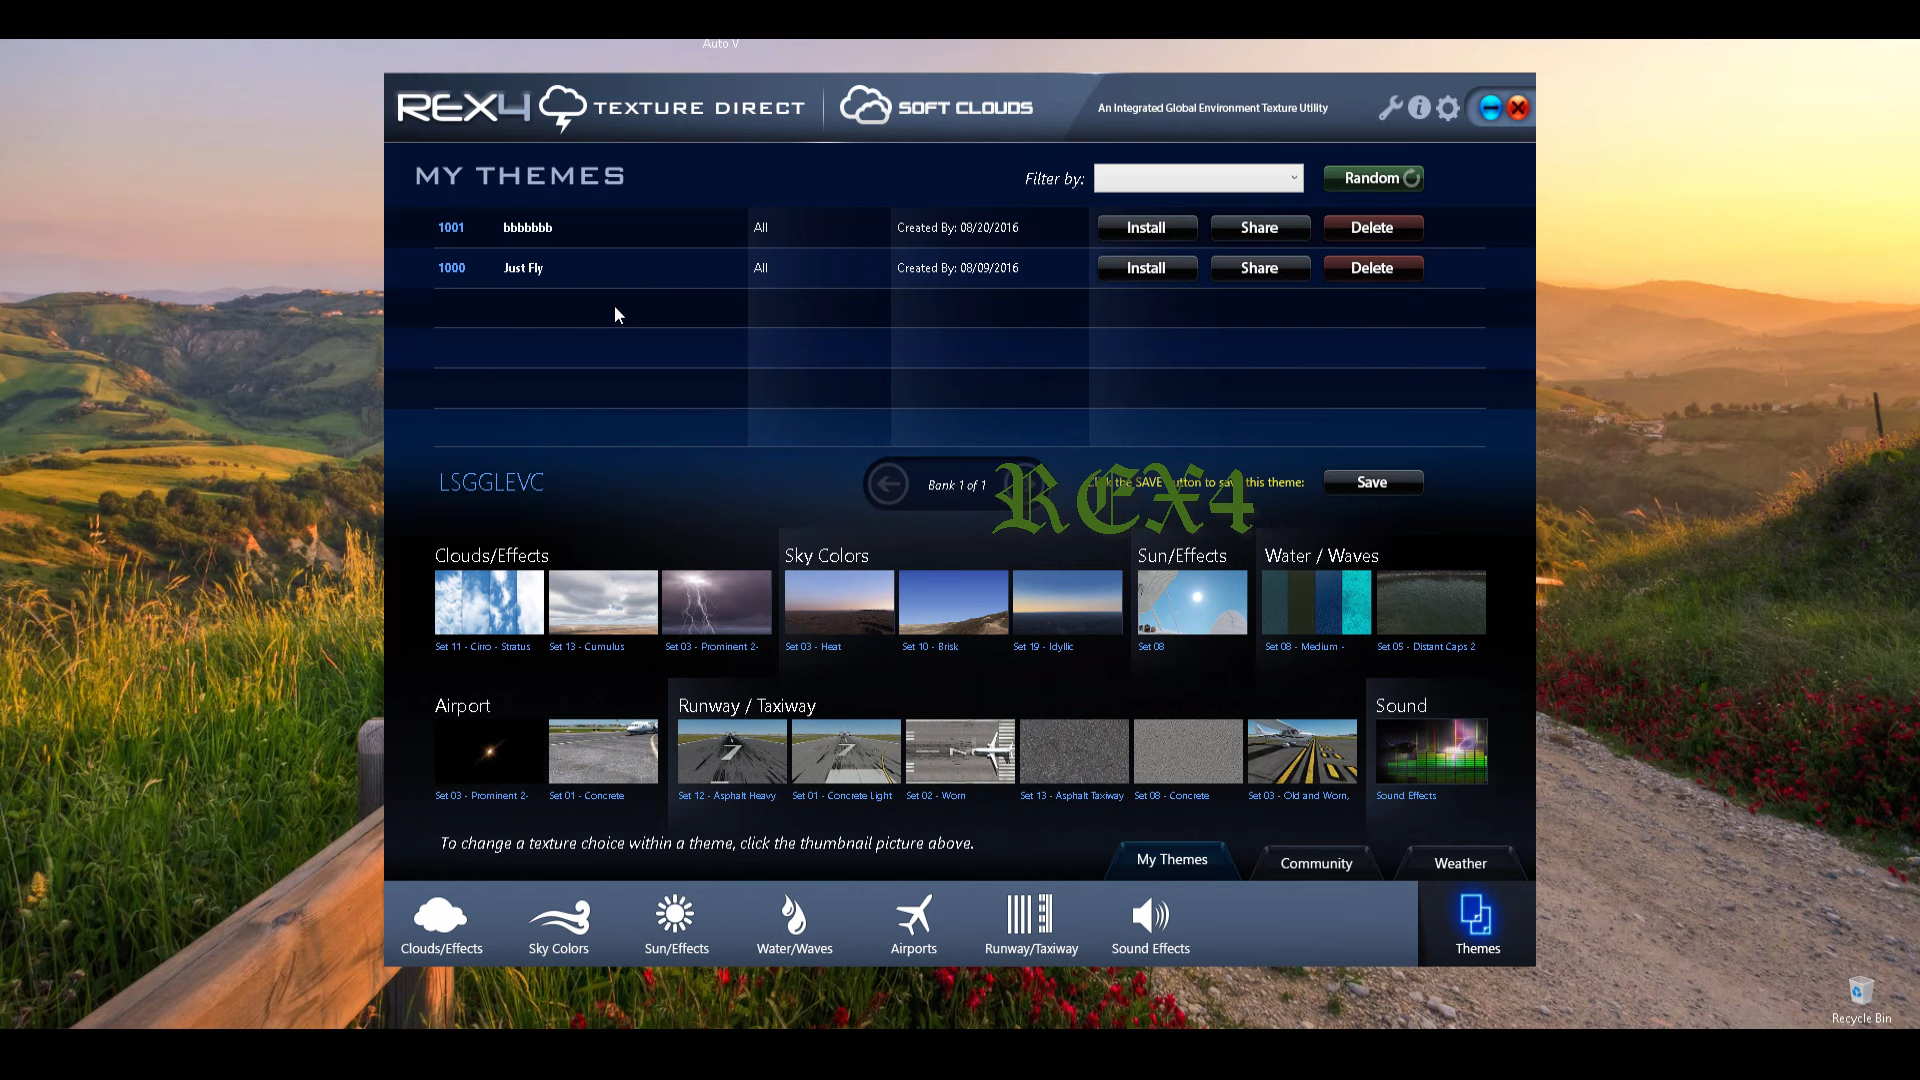 Auto V
REX4 TEXTURE DIRECT SOFT CLOUDS An Integrated Global Environment Texture Utility
MY THEMES Filter by: Random
1001 bbbbbbb All Created By: 08/20/2016 Install Share Delete
1000 Just Fly All Created By: 08/09/2016 Install Share Delete
LSGGLEVC Bank 1 of 1 the SAVE button to save this theme: Save
REX4
Clouds/Effects Sky Colors Sun/Effects Water / Waves
Set 11 - Cirro - Stratus Set 13 - Cumulus Set 03 - Prominent 2- Set 03 - Heat Set 10 - Brisk Set 19 - Idyllic Set 08 Set 08 - Medium - Set 05 - Distant Caps 2
Airport Runway / Taxiway Sound
Set 03 - Prominent 2- Set 01 - Concrete Set 12 - Asphalt Heavy Set 01 - Concrete Light Set 02 - Worn Set 13 - Asphalt Taxiway Set 08 - Concrete Set 03 - Old and Worn, Sound Effects
To change a texture choice within a theme, click the thumbnail picture above.
My Themes Community Weather
Clouds/Effects Sky Colors Sun/Effects Water/Waves Airports Runway/Taxiway Sound Effects Themes
Recycle Bin